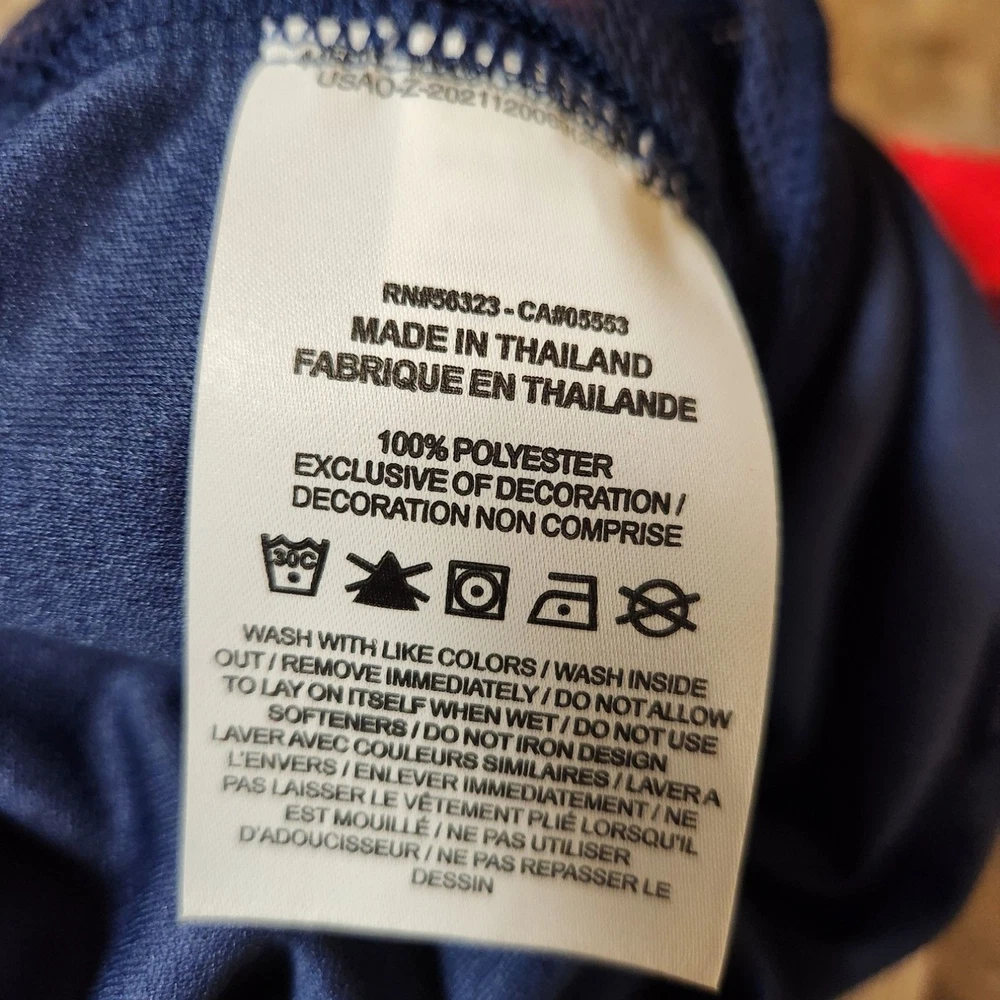 USAO-Z-20211200
RN#56323 - CA#05553
MADE IN THAILAND
FABRIQUE EN THAILANDE
100% POLYESTER
EXCLUSIVE OF DECORATION /
DECORATION NON COMPRISE
30C
WASH WITH LIKE COLORS / WASH INSIDE
OUT / REMOVE IMMEDIATELY / DO NOT ALLOW
TO LAY ON ITSELF WHEN WET / DO NOT USE
SOFTENERS / DO NOT IRON DESIGN
LAVER AVEC COULEURS SIMILAIRES / LAVER A
L'ENVERS / ENLEVER IMMEDIATEMENT / NE
PAS LAISSER LE VÊTEMENT PLIÉ LORSQU'IL
EST MOUILLÉ / NE PAS UTILISER
D'ADOUCISSEUR / NE PAS REPASSER LE
DESSIN